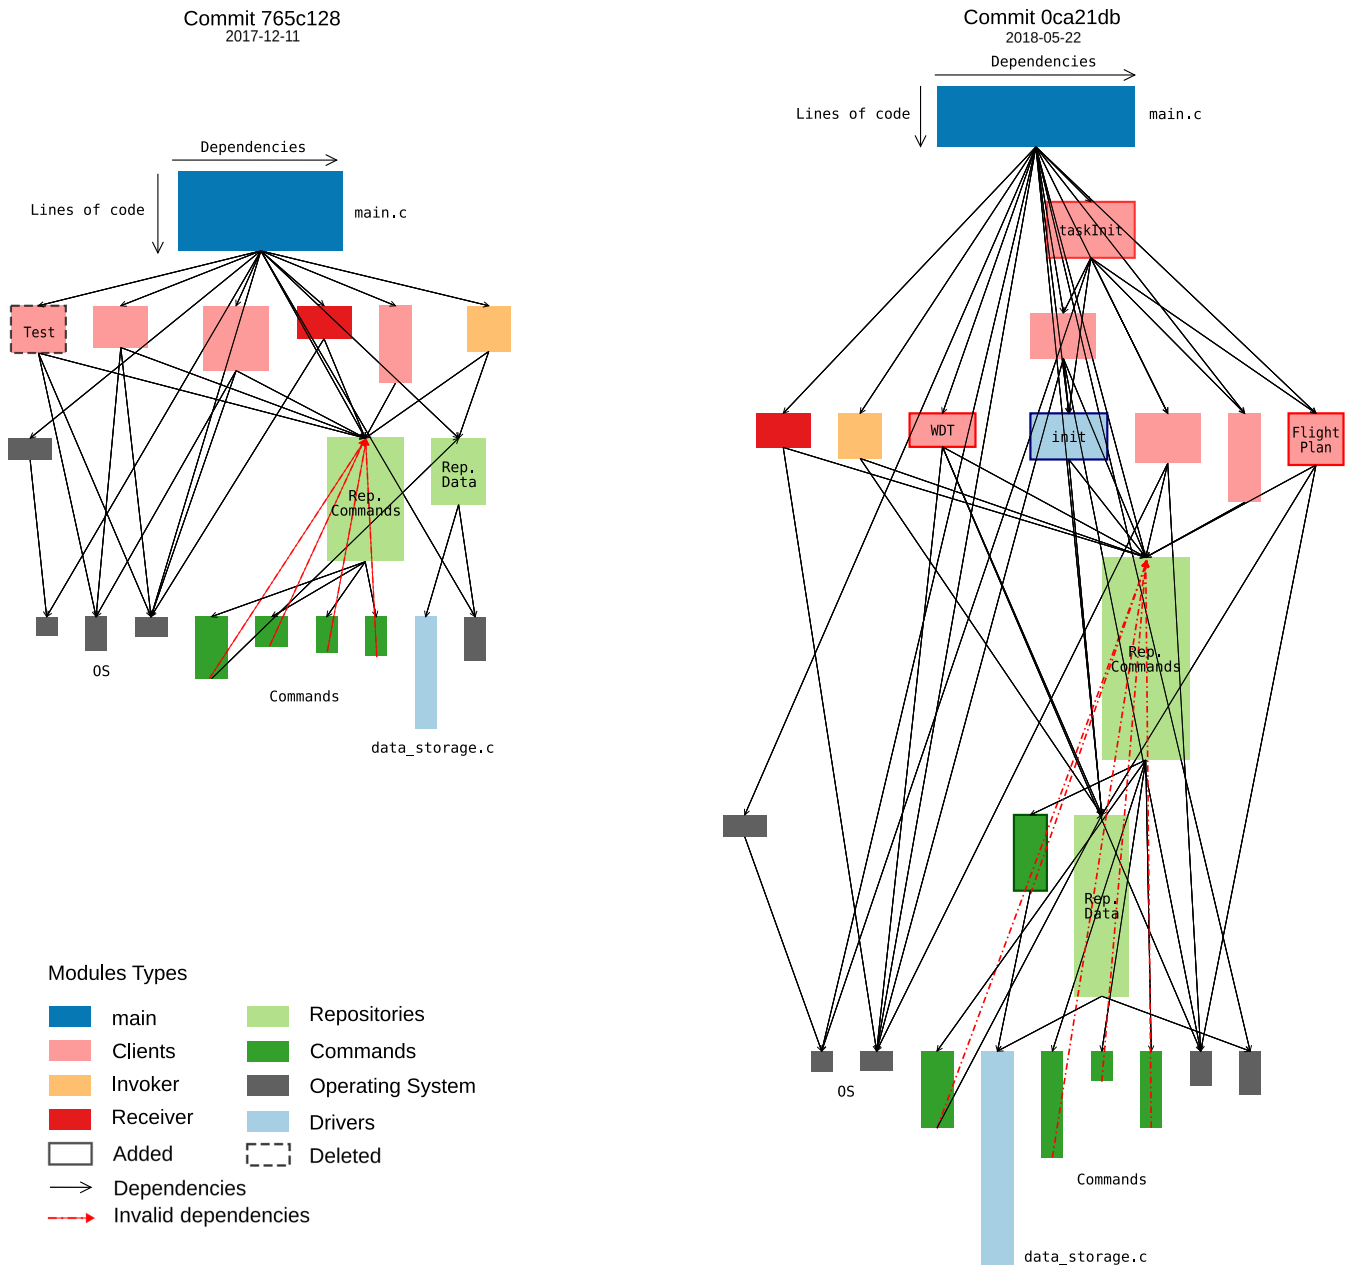 Commit 765c128
2017-12-11
Dependencies
Lines of code
main.c
Test
Rep.
Data
Rep.
Commands
OS
Commands
data_storage.c
Commit 0ca21db
2018-05-22
Dependencies
Lines of code
main.c
taskInit
WDT
init
Flight
Plan
Rep.
Commands
Rep.
Data
OS
Commands
data_storage.c
Modules Types
main
Clients
Invoker
Receiver
Added
Dependencies
Invalid dependencies
Repositories
Commands
Operating System
Drivers
Deleted